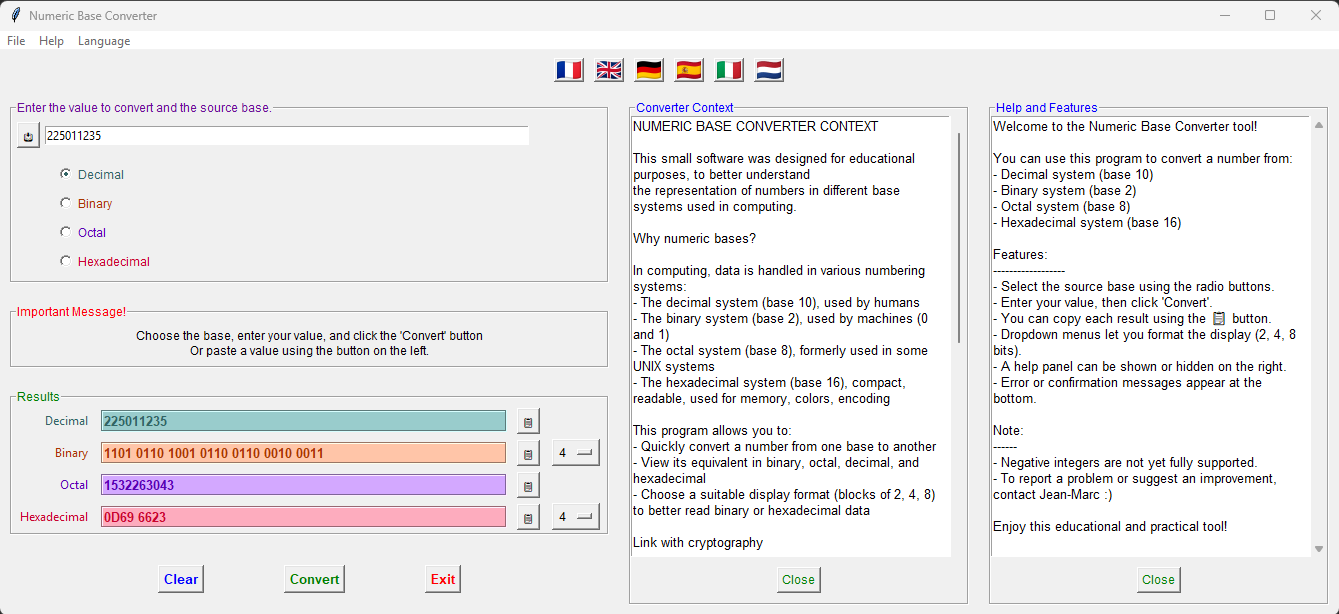 Numeric Base Converter
File Help Language
Enter the value to convert and the source base.
225011235
Decimal
Binary
Octal
Hexadecimal
Important Message!
Choose the base, enter your value, and click the 'Convert' button
Or paste a value using the button on the left.
Results
Decimal 225011235
Binary 1101 0110 1001 0110 0110 0010 0011 4
Octal 1532263043
Hexadecimal 0D69 6623 4
Clear Convert Exit
Converter Context
NUMERIC BASE CONVERTER CONTEXT
This small software was designed for educational
purposes, to better understand
the representation of numbers in different base
systems used in computing.
Why numeric bases?
In computing, data is handled in various numbering
systems:
- The decimal system (base 10), used by humans
- The binary system (base 2), used by machines (0
and 1)
- The octal system (base 8), formerly used in some
UNIX systems
- The hexadecimal system (base 16), compact,
readable, used for memory, colors, encoding
This program allows you to:
- Quickly convert a number from one base to another
- View its equivalent in binary, octal, decimal, and
hexadecimal
- Choose a suitable display format (blocks of 2, 4, 8)
to better read binary or hexadecimal data
Link with cryptography
Close
Help and Features
Welcome to the Numeric Base Converter tool!
You can use this program to convert a number from:
- Decimal system (base 10)
- Binary system (base 2)
- Octal system (base 8)
- Hexadecimal system (base 16)
Features:
------------------
- Select the source base using the radio buttons.
- Enter your value, then click 'Convert'.
- You can copy each result using the 📋 button.
- Dropdown menus let you format the display (2, 4, 8
bits).
- A help panel can be shown or hidden on the right.
- Error or confirmation messages appear at the
bottom.
Note:
------
- Negative integers are not yet fully supported.
- To report a problem or suggest an improvement,
contact Jean-Marc :)
Enjoy this educational and practical tool!
Close